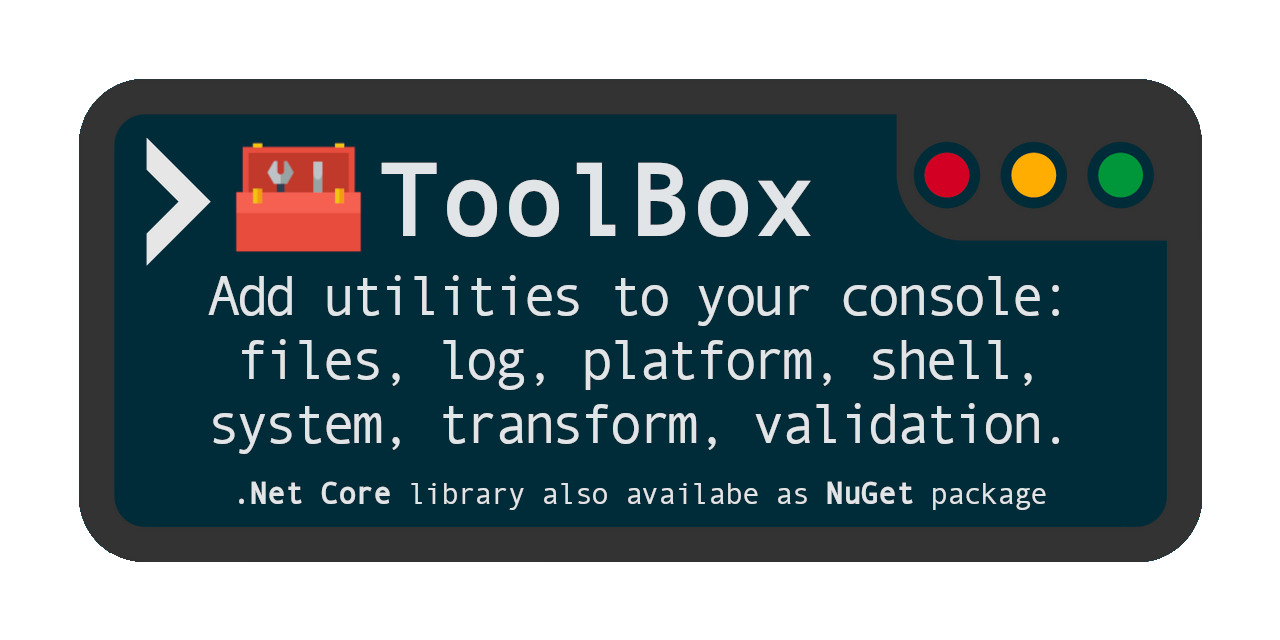 ToolBox
Add utilities to your console:
files, log, platform, shell,
system, transform, validation.
.Net Core library also availabe as NuGet package